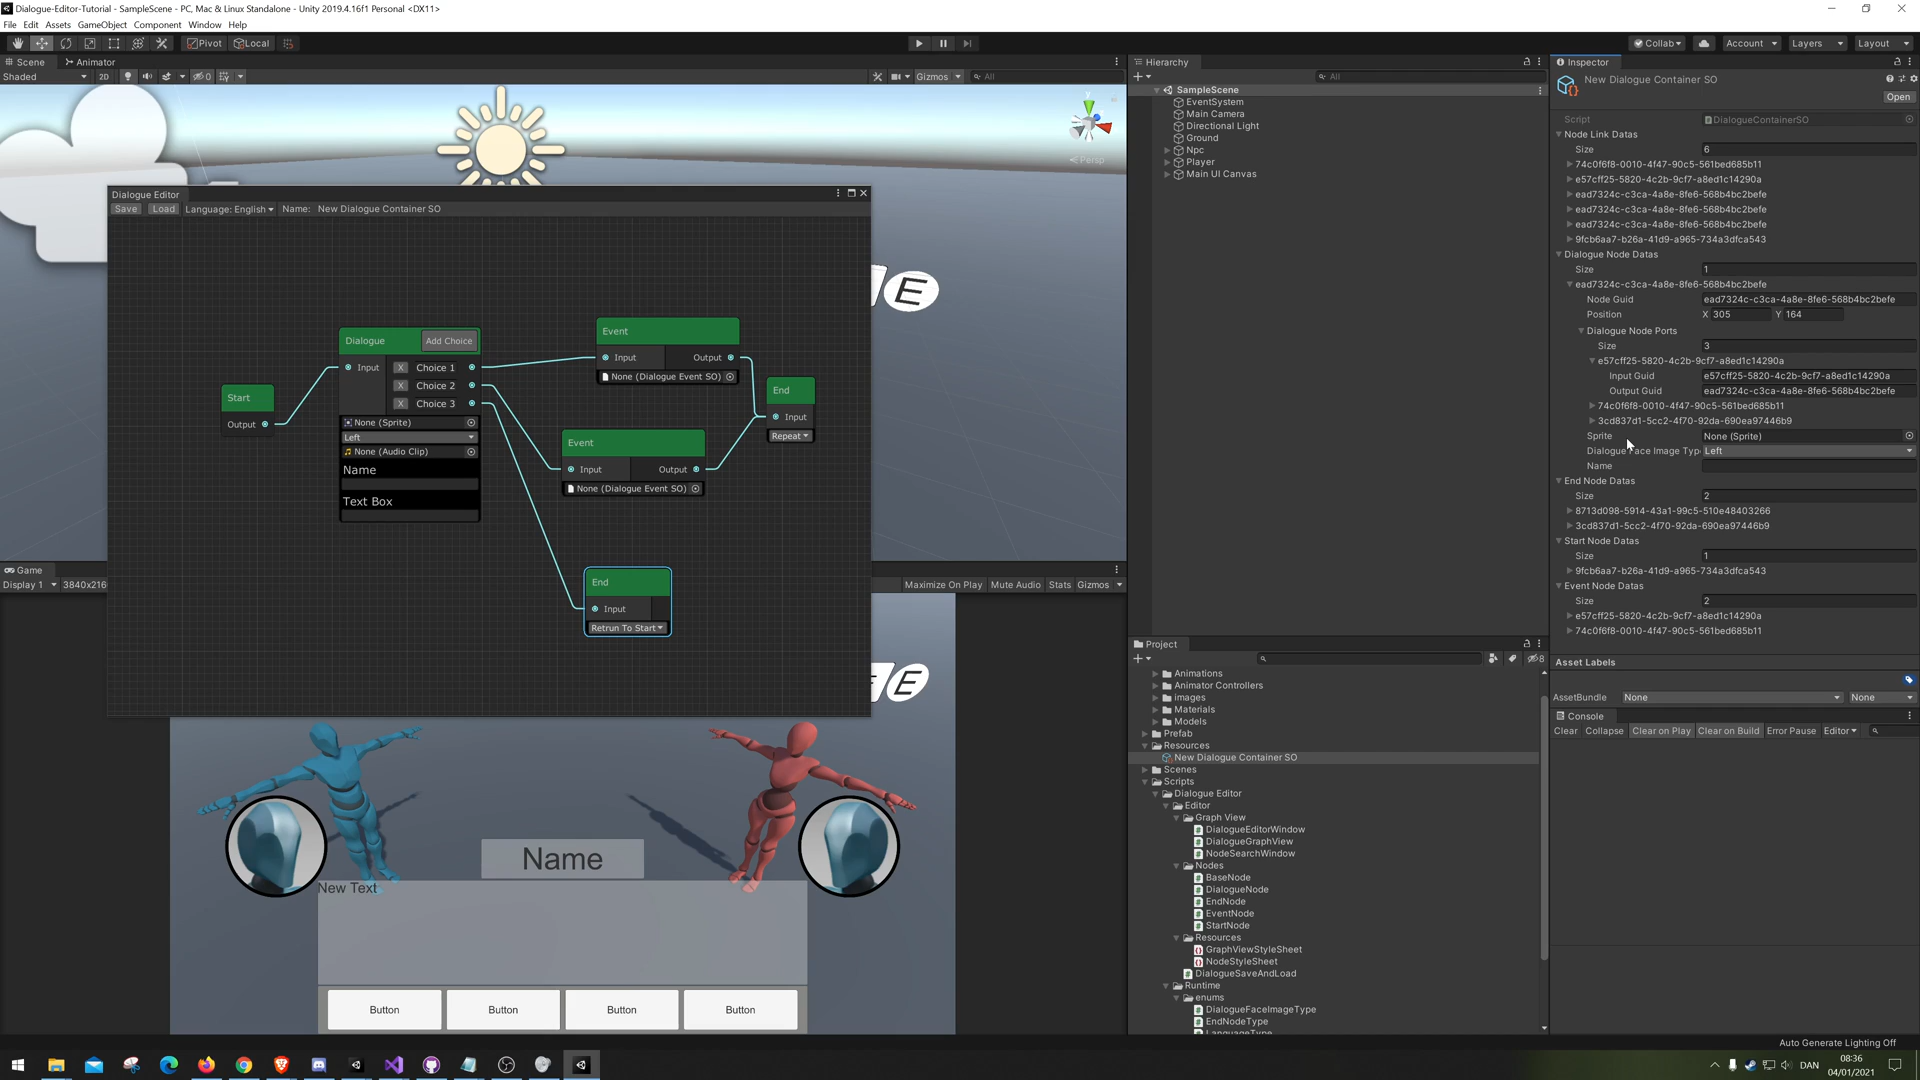 Dialogue-Editor-Tutorial - SampleScene - PC, Mac & Linux Standalone - Unity 2019.4.16f1 Personal <DX11>
File Edit Assets GameObject Component Window Help
Pivot Local Collab Account Layers Layout
Scene Animator
Shaded 2D 0 Gizmos All
Persp
E
Dialogue Editor
Save Load Language: English Name: New Dialogue Container SO
Start
Output
Dialogue Add Choice
Input X Choice 1
X Choice 2
X Choice 3
None (Sprite)
Left
None (Audio Clip)
Name
Text Box
Event
Input Output
None (Dialogue Event SO)
Event
Input Output
None (Dialogue Event SO)
End
Input
Repeat
End
Input
Retrun To Start
Game
Display 1 3840x216 Maximize On Play Mute Audio Stats Gizmos
E
Name
New Text
Button Button Button Button
Hierarchy
All
SampleScene
EventSystem
Main Camera
Directional Light
Ground
Npc
Player
Main UI Canvas
Project
8
Animations
Animator Controllers
images
Materials
Models
Prefab
Resources
New Dialogue Container SO
Scenes
Scripts
Dialogue Editor
Editor
Graph View
DialogueEditorWindow
DialogueGraphView
NodeSearchWindow
Nodes
BaseNode
DialogueNode
EndNode
EventNode
StartNode
Resources
GraphViewStyleSheet
NodeStyleSheet
DialogueSaveAndLoad
Runtime
enums
DialogueFaceImageType
EndNodeType
LanguageType
Inspector
New Dialogue Container SO
Open
Script DialogueContainerSO
Node Link Datas
Size 6
74c0f6f8-0010-4f47-90c5-561bed685b11
e57cff25-5820-4c2b-9cf7-a8ed1c14290a
ead7324c-c3ca-4a8e-8fe6-568b4bc2befe
ead7324c-c3ca-4a8e-8fe6-568b4bc2befe
ead7324c-c3ca-4a8e-8fe6-568b4bc2befe
9fcb6aa7-b26a-41d9-a965-734a3dfca543
Dialogue Node Datas
Size 1
ead7324c-c3ca-4a8e-8fe6-568b4bc2befe
Node Guid ead7324c-c3ca-4a8e-8fe6-568b4bc2befe
Position X 305 Y 164
Dialogue Node Ports
Size 3
e57cff25-5820-4c2b-9cf7-a8ed1c14290a
Input Guid e57cff25-5820-4c2b-9cf7-a8ed1c14290a
Output Guid ead7324c-c3ca-4a8e-8fe6-568b4bc2befe
74c0f6f8-0010-4f47-90c5-561bed685b11
3cd837d1-5cc2-4f70-92da-690ea97446b9
Sprite None (Sprite)
Dialogue Face Image Typ Left
Name
End Node Datas
Size 2
8713d098-5914-43a1-99c5-510e48403266
3cd837d1-5cc2-4f70-92da-690ea97446b9
Start Node Datas
Size 1
9fcb6aa7-b26a-41d9-a965-734a3dfca543
Event Node Datas
Size 2
e57cff25-5820-4c2b-9cf7-a8ed1c14290a
74c0f6f8-0010-4f47-90c5-561bed685b11
Asset Labels
AssetBundle None None
Console
Clear Collapse Clear on Play Clear on Build Error Pause Editor
Auto Generate Lighting Off
DAN
08:36
04/01/2021